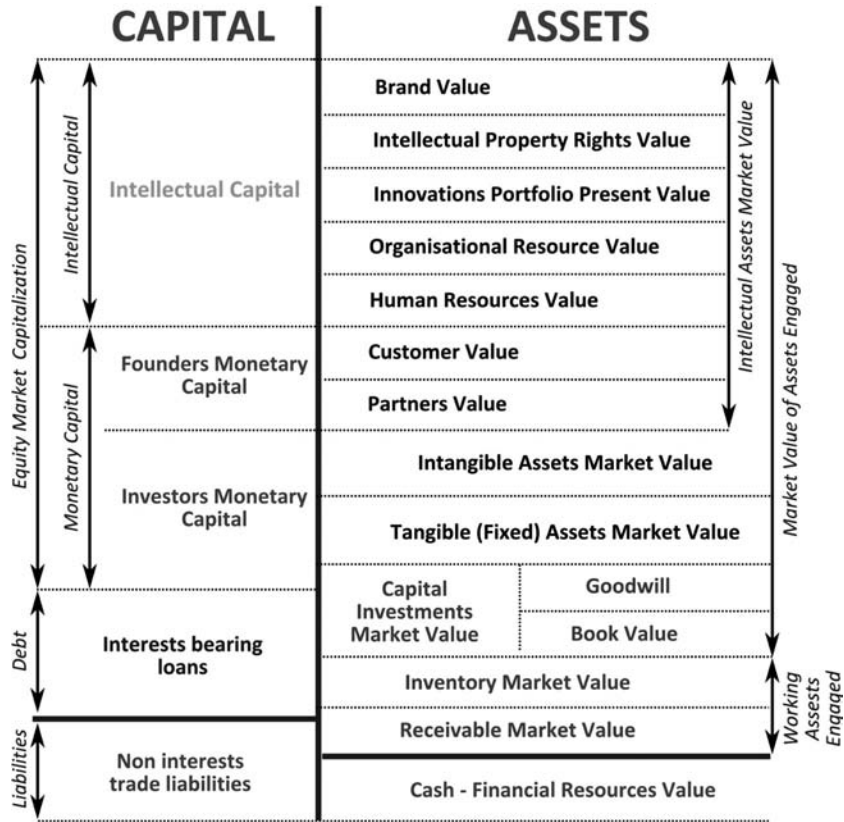 CAPITAL
ASSETS
Equity Market Capitalization
Intellectual Capital
Intellectual Capital
Monetary Capital
Founders Monetary
Capital
Investors Monetary
Capital
Debt
Interests bearing
loans
Liabilities
Non interests
trade liabilities
Brand Value
Intellectual Property Rights Value
Innovations Portfolio Present Value
Organisational Resource Value
Human Resources Value
Customer Value
Partners Value
Intangible Assets Market Value
Tangible (Fixed) Assets Market Value
Capital
Investments
Market Value
Goodwill
Book Value
Inventory Market Value
Receivable Market Value
Cash - Financial Resources Value
Intellectual Assets Market Value
Market Value of Assets Engaged
Working
Assests
Engaged